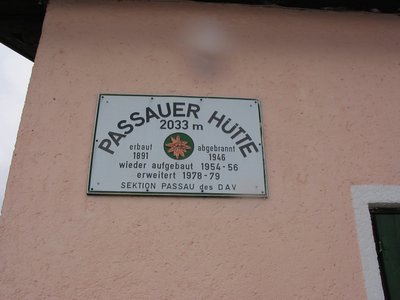 PASSAUER HÜTTE
2033 m
erbaut abgebrannt
1891 1946
wieder aufgebaut 1954-56
erweitert 1978-79
SEKTION PASSAU des DAV